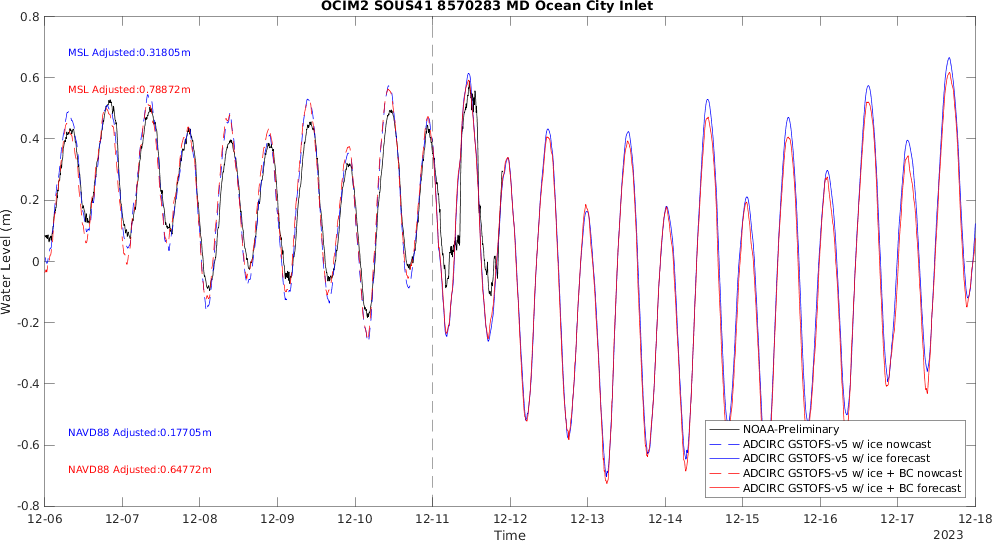 OCIM2 SOUS41 8570283 MD Ocean City Inlet
0.8
0.6
0.4
0.2
0
-0.2
-0.4
-0.6
-0.8
Water Level (m)
MSL Adjusted:0.31805m
MSL Adjusted:0.78872m
NAVD88 Adjusted:0.17705m
NAVD88 Adjusted:0.64772m
NOAA-Preliminary
ADCIRC GSTOFS-v5 w/ ice nowcast
ADCIRC GSTOFS-v5 w/ ice forecast
ADCIRC GSTOFS-v5 w/ ice + BC nowcast
ADCIRC GSTOFS-v5 w/ ice + BC forecast
12-06 12-07 12-08 12-09 12-10 12-11 12-12 12-13 12-14 12-15 12-16 12-17 12-18
Time
2023